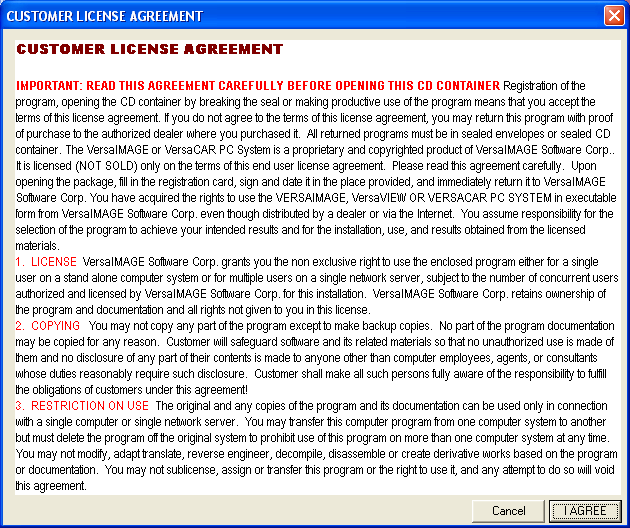 CUSTOMER LICENSE AGREEMENT
CUSTOMER LICENSE AGREEMENT
IMPORTANT: READ THIS AGREEMENT CAREFULLY BEFORE OPENING THIS CD CONTAINER Registration of the
program, opening the CD container by breaking the seal or making productive use of the program means that you accept the
terms of this license agreement. If you do not agree to the terms of this license agreement, you may return this program with proof
of purchase to the authorized dealer where you purchased it. All returned programs must be in sealed envelopes or sealed CD
container. The VersaIMAGE or VersaCAR PC System is a proprietary and copyrighted product of VersaIMAGE Software Corp..
It is licensed (NOT SOLD) only on the terms of this end user license agreement. Please read this agreement carefully. Upon
opening the package, fill in the registration card, sign and date it in the place provided, and immediately return it to VersaIMAGE
Software Corp. You have acquired the rights to use the VERSAIMAGE, VersaVIEW OR VERSACAR PC SYSTEM in executable
form from VersaIMAGE Software Corp. even though distributed by a dealer or via the Internet. You assume responsibility for the
selection of the program to achieve your intended results and for the installation, use, and results obtained from the licensed
materials.
1. LICENSE VersaIMAGE Software Corp. grants you the non exclusive right to use the enclosed program either for a single
user on a stand alone computer system or for multiple users on a single network server, subject to the number of concurrent users
authorized and licensed by VersaIMAGE Software Corp. for this installation. VersaIMAGE Software Corp. retains ownership of
the program and documentation and all rights not given to you in this license.
2. COPYING You may not copy any part of the program except to make backup copies. No part of the program documentation
may be copied for any reason. Customer will safeguard software and its related materials so that no unauthorized use is made of
them and no disclosure of any part of their contents is made to anyone other than computer employees, agents, or consultants
whose duties reasonably require such disclosure. Customer shall make all such persons fully aware of the responsibility to fulfill
the obligations of customers under this agreement!
3. RESTRICTION ON USE The original and any copies of the program and its documentation can be used only in connection
with a single computer or single network server. You may transfer this computer program from one computer system to another
but must delete the program off the original system to prohibit use of this program on more than one computer system at any time.
You may not modify, adapt translate, reverse engineer, decompile, disassemble or create derivative works based on the program
or documentation. You may not sublicense, assign or transfer this program or the right to use it, and any attempt to do so will void
this agreement.
Cancel I AGREE